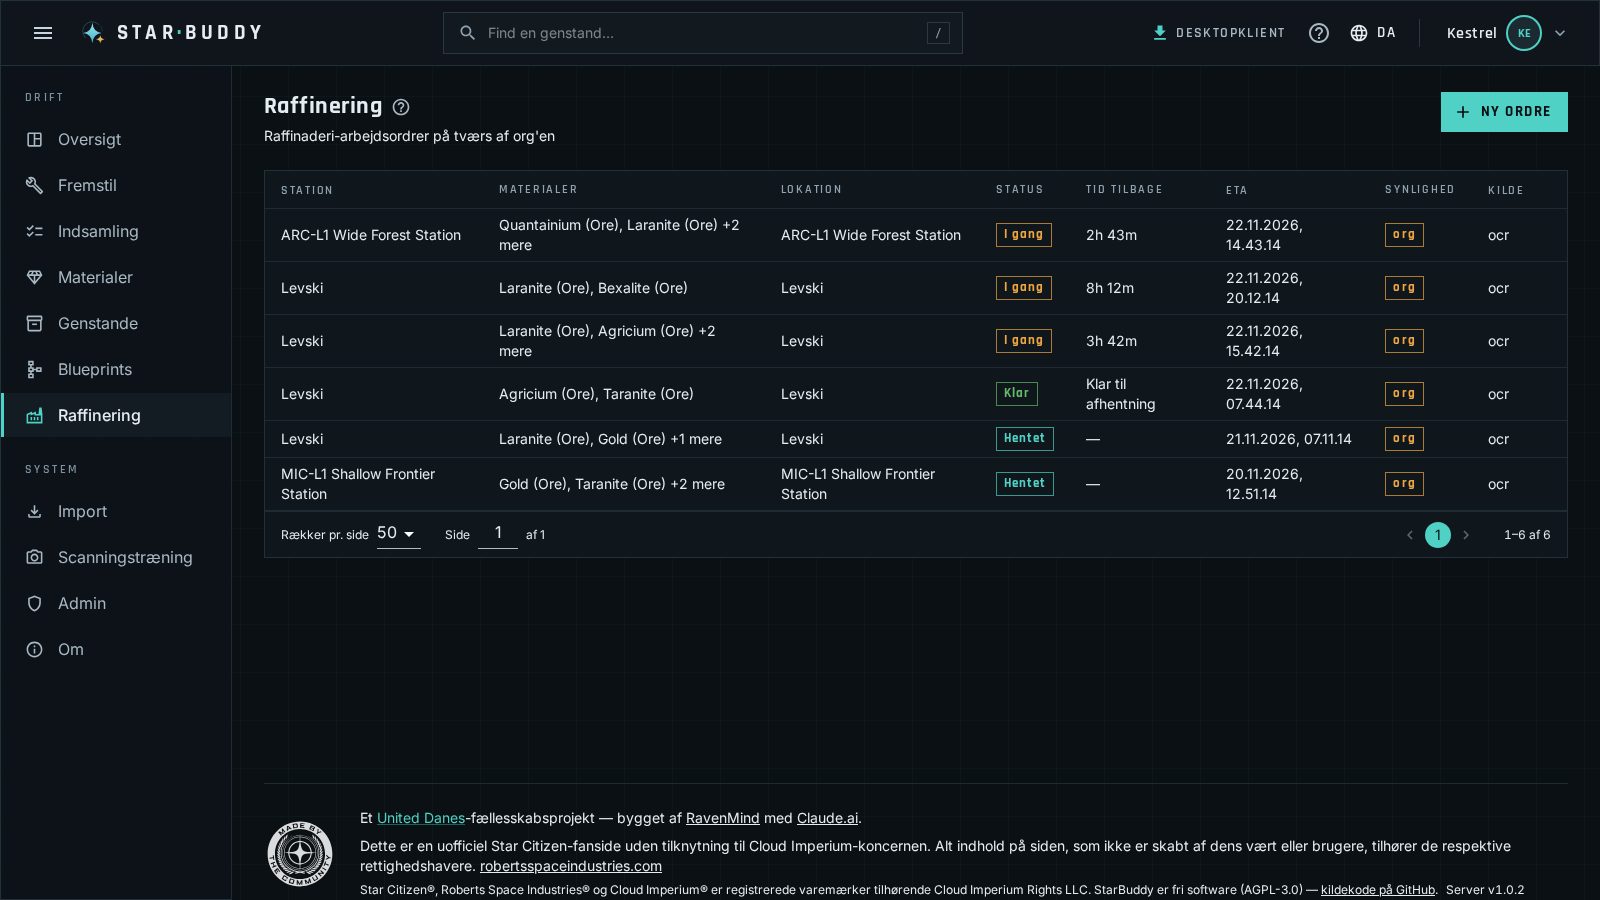 STAR·BUDDY
Find en genstand...
/
DESKTOPKLIENT
DA
Kestrel
KE
DRIFT
Oversigt
Fremstil
Indsamling
Materialer
Genstande
Blueprints
Raffinering
SYSTEM
Import
Scanningstræning
Admin
Om
Raffinering
Raffinaderi-arbejdsordrer på tværs af org'en
NY ORDRE
STATION MATERIALER LOKATION STATUS TID TILBAGE ETA SYNLIGHED KILDE
ARC-L1 Wide Forest Station
Quantainium (Ore), Laranite (Ore) +2
mere
ARC-L1 Wide Forest Station
I gang
2h 43m
22.11.2026,
14.43.14
org
ocr
Levski
Laranite (Ore), Bexalite (Ore)
Levski
I gang
8h 12m
22.11.2026,
20.12.14
org
ocr
Levski
Laranite (Ore), Agricium (Ore) +2
mere
Levski
I gang
3h 42m
22.11.2026,
15.42.14
org
ocr
Levski
Agricium (Ore), Taranite (Ore)
Levski
Klar
Klar til
afhentning
22.11.2026,
07.44.14
org
ocr
Levski
Laranite (Ore), Gold (Ore) +1 mere
Levski
Hentet
—
21.11.2026, 07.11.14
org
ocr
MIC-L1 Shallow Frontier
Station
Gold (Ore), Taranite (Ore) +2 mere
MIC-L1 Shallow Frontier
Station
Hentet
—
20.11.2026,
12.51.14
org
ocr
Rækker pr. side 50 Side 1 af 1
1
1–6 af 6
MADE BY
THE COMMUNITY
Et United Danes-fællesskabsprojekt — bygget af RavenMind med Claude.ai.
Dette er en uofficiel Star Citizen-fanside uden tilknytning til Cloud Imperium-koncernen. Alt indhold på siden, som ikke er skabt af dens vært eller brugere, tilhører de respektive
rettighedshavere. robertsspaceindustries.com
Star Citizen®, Roberts Space Industries® og Cloud Imperium® er registrerede varemærker tilhørende Cloud Imperium Rights LLC. StarBuddy er fri software (AGPL-3.0) — kildekode på GitHub. Server v1.0.2